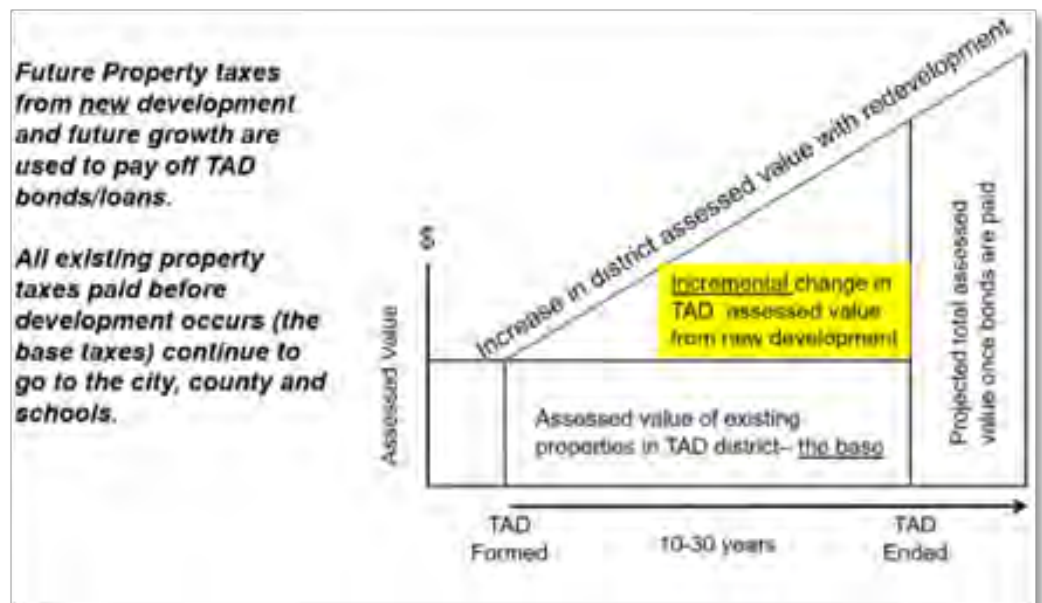 Future Property taxes
from new development
and future growth are
used to pay off TAD
bonds/loans.
All existing property
taxes paid before
development occurs (the
base taxes) continue to
go to the city, county and
schools.
Increase in district assessed value with redevelopment
$
Assessed Value
Incremental change in
TAD assessed value
from new development
Assessed value of existing
properties in TAD district– the base
Projected total assessed
value once bonds are paid
TAD
Formed
10-30 years
TAD
Ended